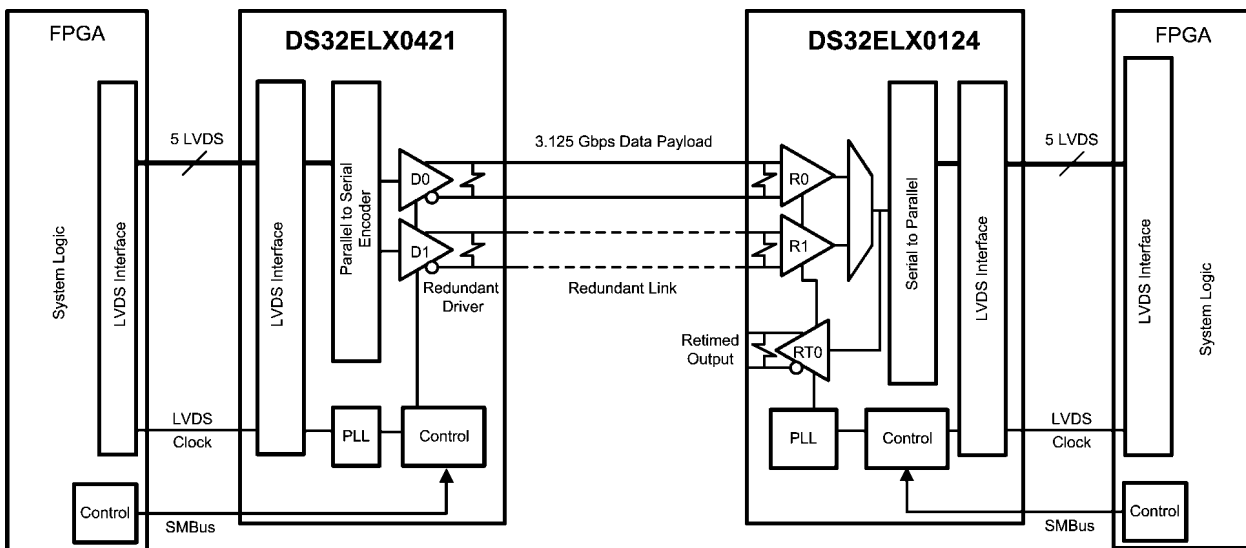 FPGA
System Logic
LVDS Interface
Control
5 LVDS
LVDS
Clock
SMBus
DS32ELX0421
LVDS Interface
Parallel to Serial
Encoder
D0
D1
Redundant
Driver
PLL
Control
3.125 Gbps Data Payload
Redundant Link
Retimed
Output
DS32ELX0124
R0
R1
RT0
Serial to Parallel
LVDS Interface
PLL
Control
5 LVDS
LVDS
Clock
SMBus
FPGA
LVDS Interface
System Logic
Control